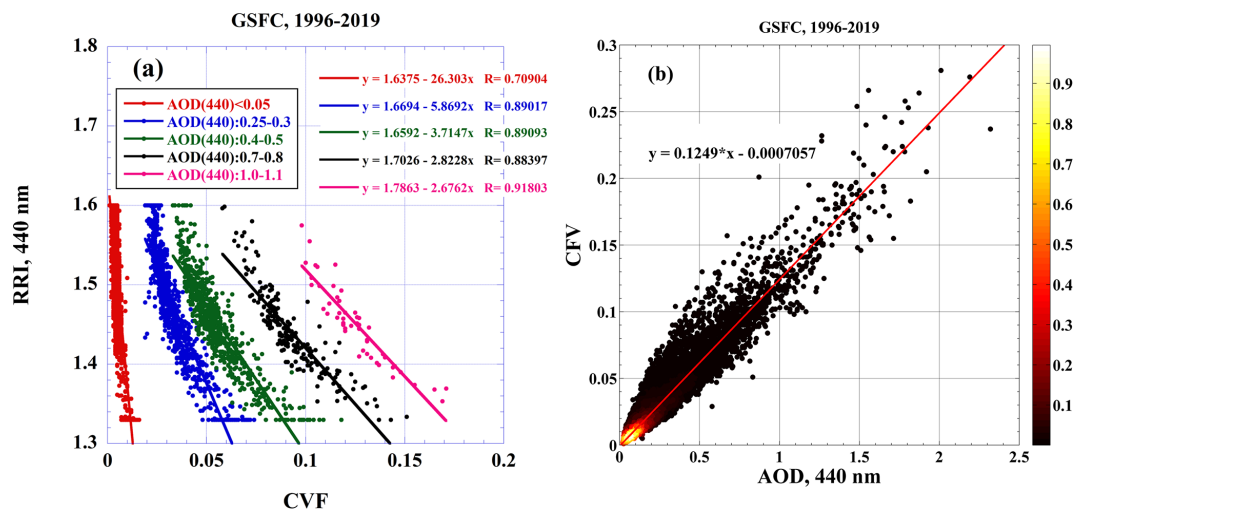 GSFC, 1996-2019
(a)
y = 1.6375 - 26.303x R= 0.70904
y = 1.6694 - 5.8692x R= 0.89017
y = 1.6592 - 3.7147x R= 0.89093
y = 1.7026 - 2.8228x R= 0.88397
y = 1.7863 - 2.6762x R= 0.91803
AOD(440)<0.05
AOD(440):0.25-0.3
AOD(440):0.4-0.5
AOD(440):0.7-0.8
AOD(440):1.0-1.1
RRI, 440 nm
1.8
1.7
1.6
1.5
1.4
1.3
0 0.05 0.1 0.15 0.2
CVF
GSFC, 1996-2019
(b)
y = 0.1249*x - 0.0007057
CFV
0.3
0.25
0.2
0.15
0.1
0.05
0
0 0.5 1 1.5 2 2.5
AOD, 440 nm
0.9
0.8
0.7
0.6
0.5
0.4
0.3
0.2
0.1